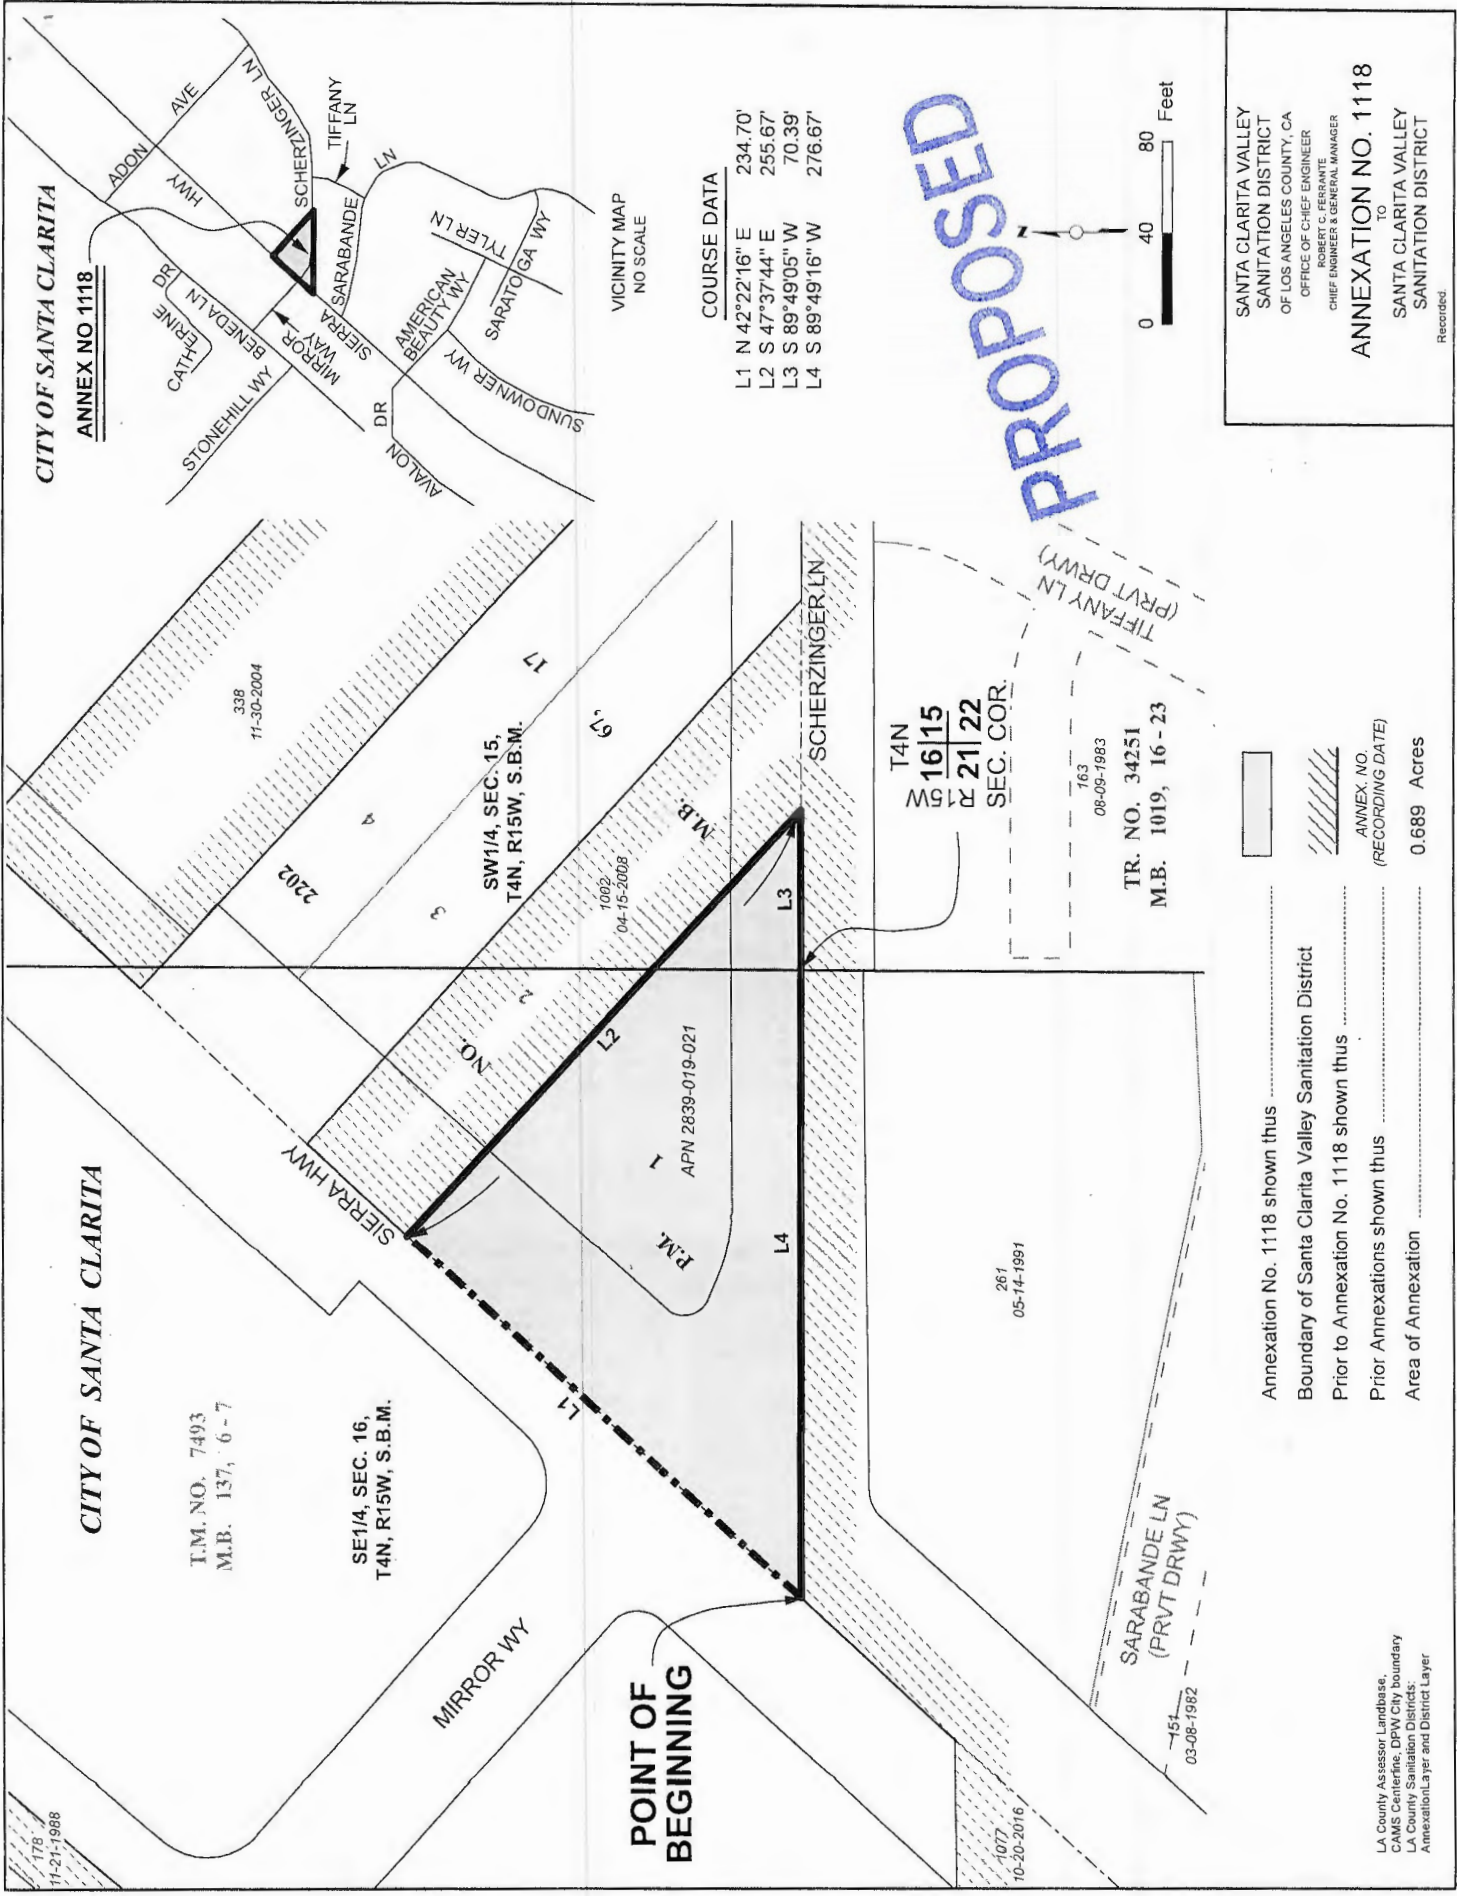 CITY OF SANTA CLARITA
T.M. NO. 7493
M.B. 137, 6 - 7
SE1/4, SEC. 16,
T4N, R15W, S.B.M.
178
11-21-1988
MIRROR WY
SIERRA HWY
POINT OF
BEGINNING
L1
L2
L3
L4
P.M.
NO.
2202
M.B.
67,
17
1
2
3
4
APN 2839-019-021
338
11-30-2004
SW1/4, SEC. 15,
T4N, R15W, S.B.M.
1002
04-15-2008
SCHERZINGER LN
T4N
R15W
16|15
21|22
SEC. COR.
163
08-09-1983
TR. NO. 34251
M.B. 1019, 16 - 23
TIFFANY LN
(PRVT DRWY)
261
05-14-1991
SARABANDE LN
(PRVT DRWY)
151
03-08-1982
1077
10-20-2016
CITY OF SANTA CLARITA
ANNEX NO 1118
ADON AVE
HWY
SCHERZINGER LN
TIFFANY
LN
SARABANDE LN
CATHERINE DR
BENEDA LN
MIRROR
WAY
SIERRA
STONEHILL WY
AMERICAN
BEAUTY WY
TYLER LN
SARATOGA WY
SUNDOWNER WY
AVALON DR
VICINITY MAP
NO SCALE
COURSE DATA
L1 N 42°22'16" E 234.70'
L2 S 47°37'44" E 255.67'
L3 S 89°49'05" W 70.39'
L4 S 89°49'16" W 276.67'
PROPOSED
N
0 40 80
Feet
Annexation No. 1118 shown thus
Boundary of Santa Clarita Valley Sanitation District
Prior to Annexation No. 1118 shown thus
Prior Annexations shown thus ANNEX. NO.
(RECORDING DATE)
Area of Annexation 0.689 Acres
LA County Assessor Landbase,
CAMS Centerline, DPW City boundary
LA County Sanitation Districts:
AnnexationLayer and District Layer
SANTA CLARITA VALLEY
SANITATION DISTRICT
OF LOS ANGELES COUNTY, CA
OFFICE OF CHIEF ENGINEER
ROBERT C. FERRANTE
CHIEF ENGINEER & GENERAL MANAGER
ANNEXATION NO. 1118
TO
SANTA CLARITA VALLEY
SANITATION DISTRICT
Recorded: